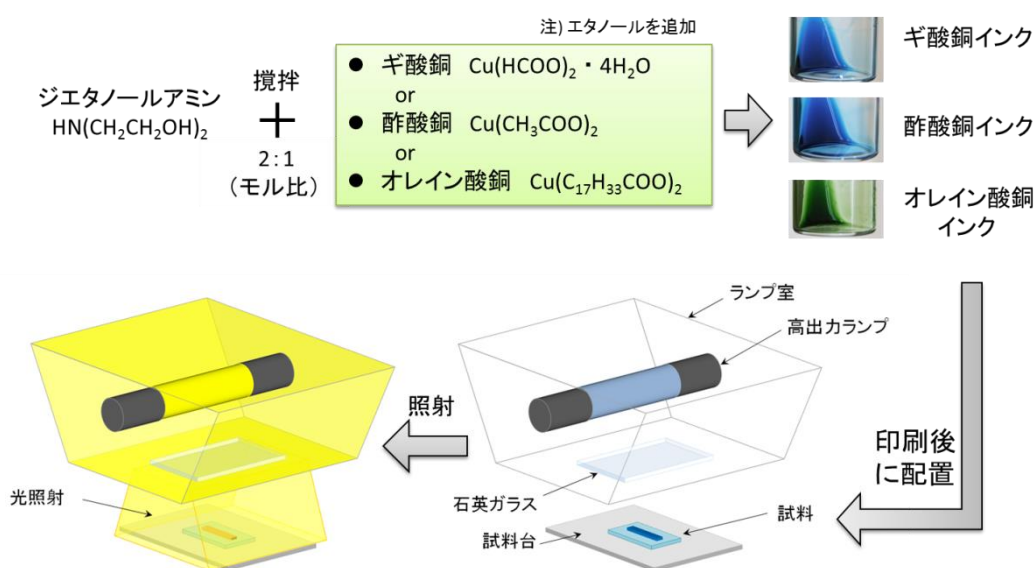 注) エタノールを追加
ジエタノールアミン
HN(CH₂CH₂OH)₂
撹拌
+
2:1
(モル比)
● ギ酸銅 Cu(HCOO)₂・4H₂O
or
● 酢酸銅 Cu(CH₃COO)₂
or
● オレイン酸銅 Cu(C₁₇H₃₃COO)₂
ギ酸銅インク
酢酸銅インク
オレイン酸銅
インク
ランプ室
高出力ランプ
照射
印刷後
に配置
石英ガラス
光照射
試料台
試料